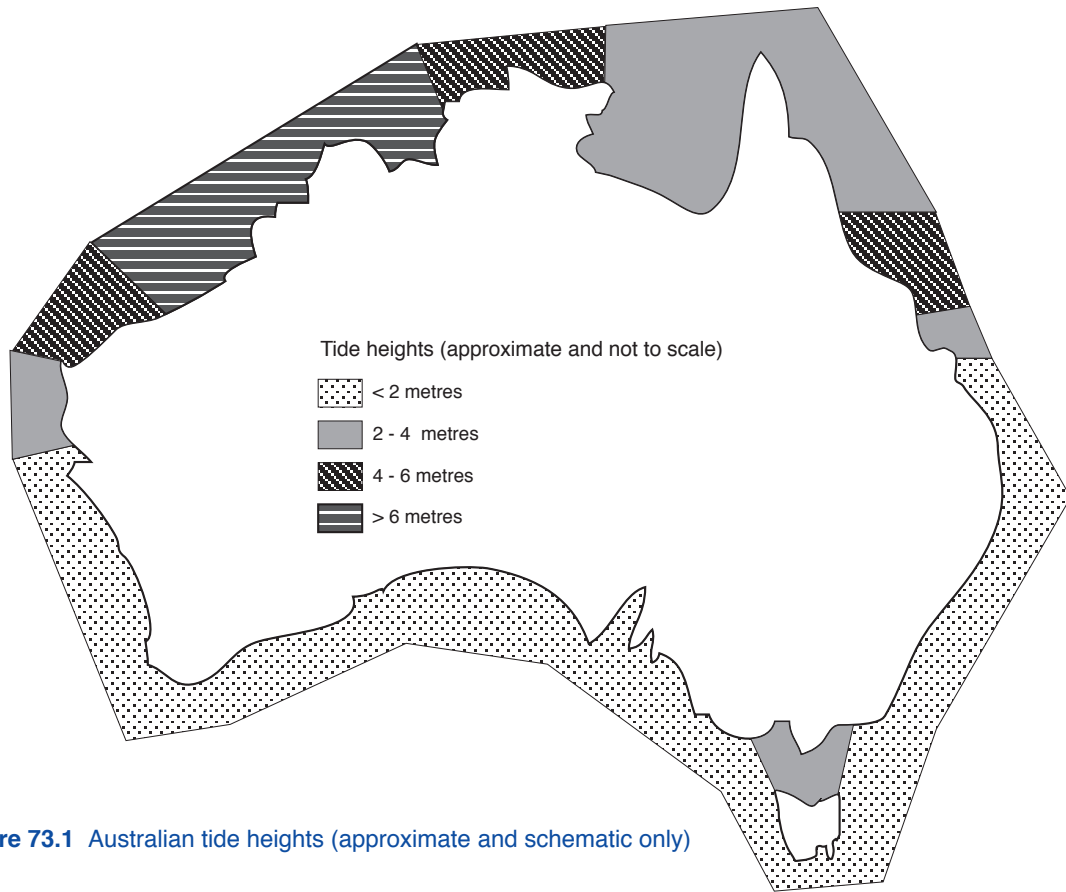 Tide heights (approximate and not to scale)
< 2 metres
2 - 4 metres
4 - 6 metres
> 6 metres
re 73.1 Australian tide heights (approximate and schematic only)